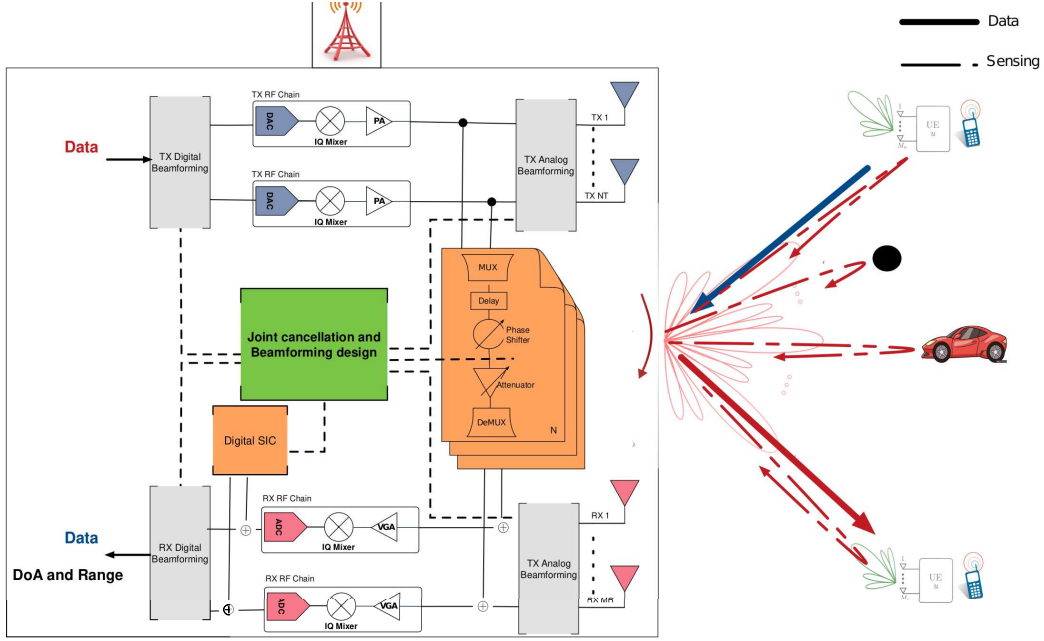 Data
Sensing
TX RF Chain
DAC
PA
IQ Mixer
TX Digital
Beamforming
Data
TX RF Chain
DAC
PA
IQ Mixer
TX Analog
Beamforming
TX 1
TX NT
1
UE
MUX
Delay
Phase
Shifter
Attenuator
DeMUX
N
Joint cancellation and
Beamforming design
Digital SIC
RX RF Chain
ADC
VGA
IQ Mixer
RX Digital
Beamforming
Data
DoA and Range
RX RF Chain
ADC
VGA
IQ Mixer
TX Analog
Beamforming
RX 1
RX MR
1
UE